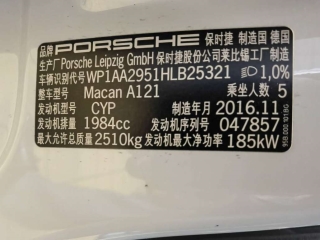 品牌 PORSCHE 保时捷 制造国 德国
生产厂 Porsche Leipzig GmbH 保时捷股份公司莱比锡工厂制造
车辆识别代号 WP1AA2951HLB25321 1,0%
整车型号 Macan A121 乘坐人数 5
发动机型号 CYP 制造年月 2016.11
发动机排量 1984cc 发动机序列号 047857
最大允许总质量 2510kg 发动机最大净功率 185kW